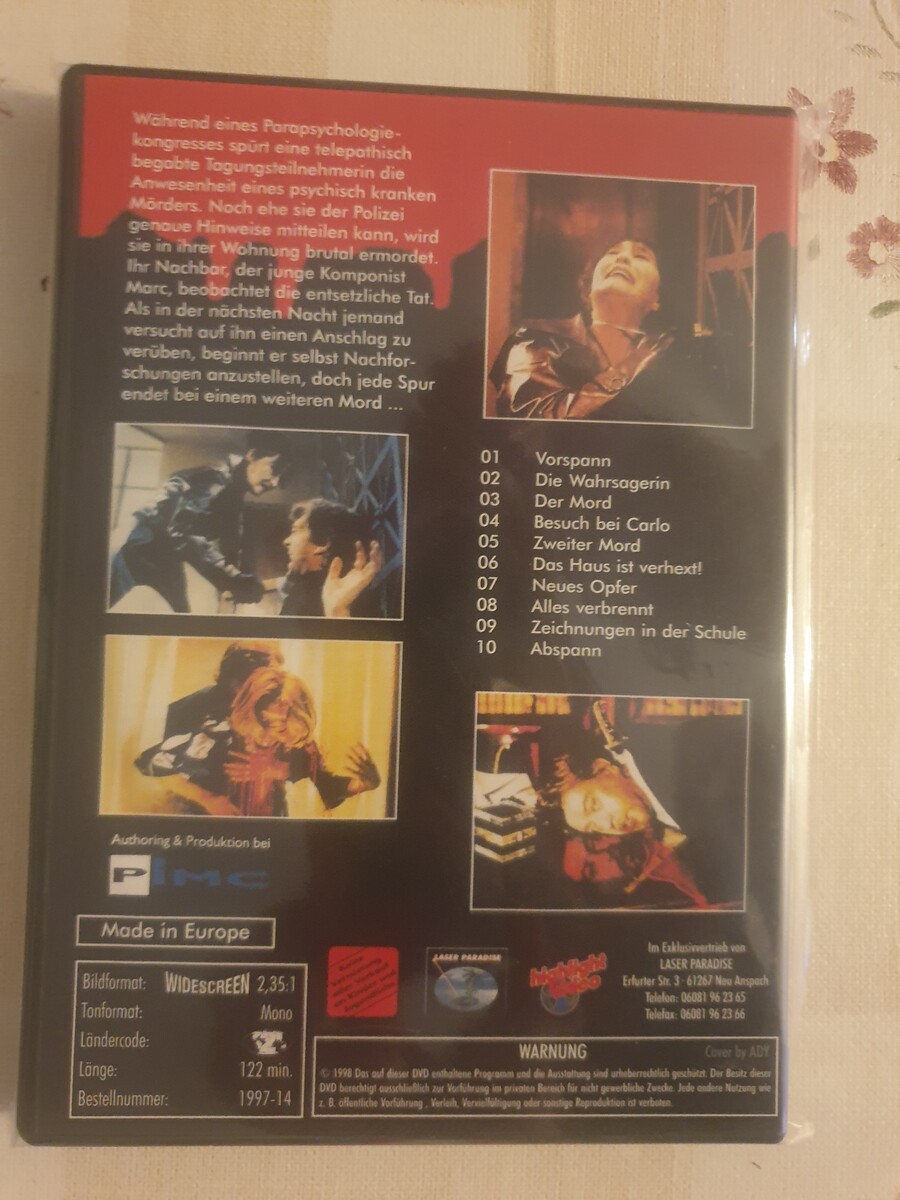 Während eines Parapsychologie-
kongresses spürt eine telepathisch
begabte Tagungsteilnehmerin die
Anwesenheit eines psychisch kranken
Mörders. Noch ehe sie der Polizei
genaue Hinweise mitteilen kann, wird
sie in ihrer Wohnung brutal ermordet.
Ihr Nachbar, der junge Komponist
Marc, beobachtet die entsetzliche Tat.
Als in der nächsten Nacht jemand
versucht auf ihn einen Anschlag zu
verüben, beginnt er selbst Nachfor-
schungen anzustellen, doch jede Spur
endet bei einem weiteren Mord ...
01 Vorspann
02 Die Wahrsagerin
03 Der Mord
04 Besuch bei Carlo
05 Zweiter Mord
06 Das Haus ist verhext!
07 Neues Opfer
08 Alles verbrennt
09 Zeichnungen in der Schule
10 Abspann
Authoring & Produktion bei
PIMC
Made in Europe
Bildformat: WIDESCREEN 2,35:1
Tonformat: Mono
Ländercode:
Länge: 122 min.
Bestellnummer: 1997-14
LASER PARADISE
highlight video
Im Exklusivvertrieb von
LASER PARADISE
Erfurter Str. 3 · 61267 Neu Anspach
Telefon: 06081 96 23 65
Telefax: 06081 96 23 66
WARNUNG
Cover by ADY
© 1998 Das auf dieser DVD enthaltene Programm und die Ausstattung sind urheberrechtlich geschützt. Der Besitz dieser
DVD berechtigt ausschließlich zur Vorführung im privaten Bereich für nicht gewerbliche Zwecke. Jede andere Nutzung wie
z. B. öffentliche Vorführung , Verleih, Vervielfältigung oder sonstige Reproduktion ist verboten.